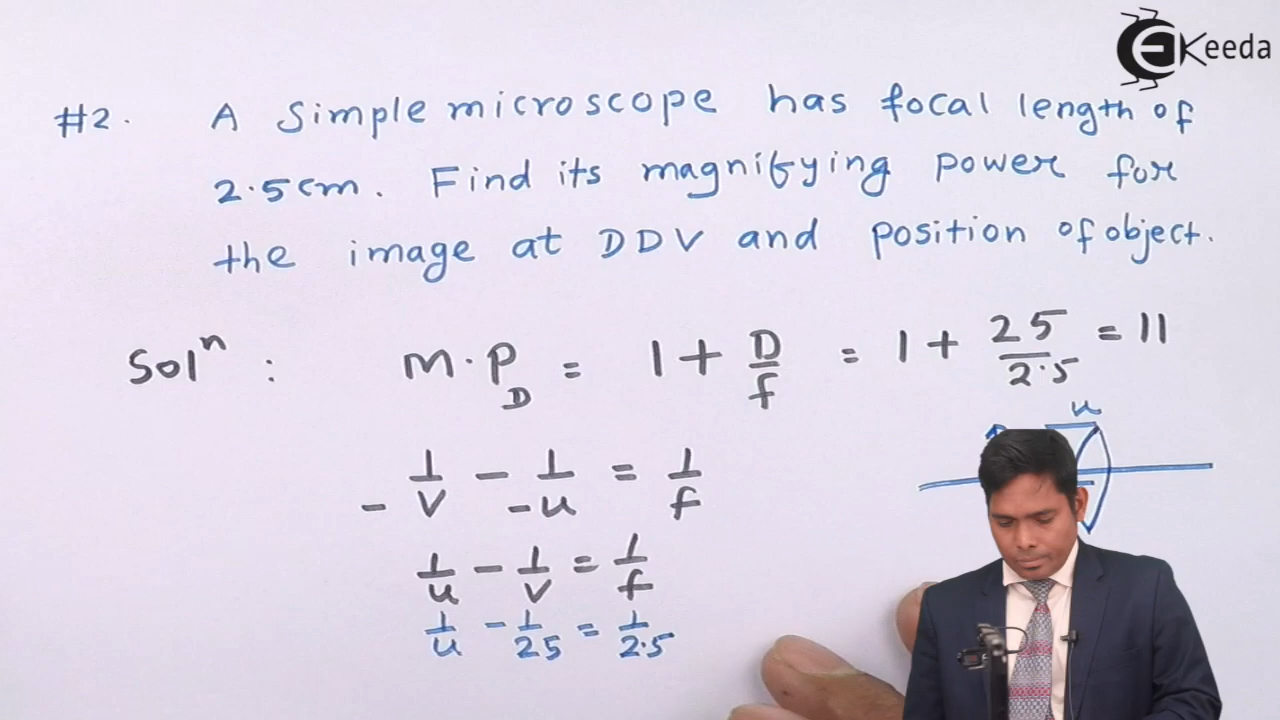 EKeeda
#2. A Simple microscope has focal length of
2.5cm. Find its magnifying power for
the image at DDV and position of object.
Solⁿ : M.P_D = 1 + D/f = 1 + 25/2.5 = 11
u
1/-v - 1/-u = 1/f
1/u - 1/v = 1/f
1/u - 1/25 = 1/2.5